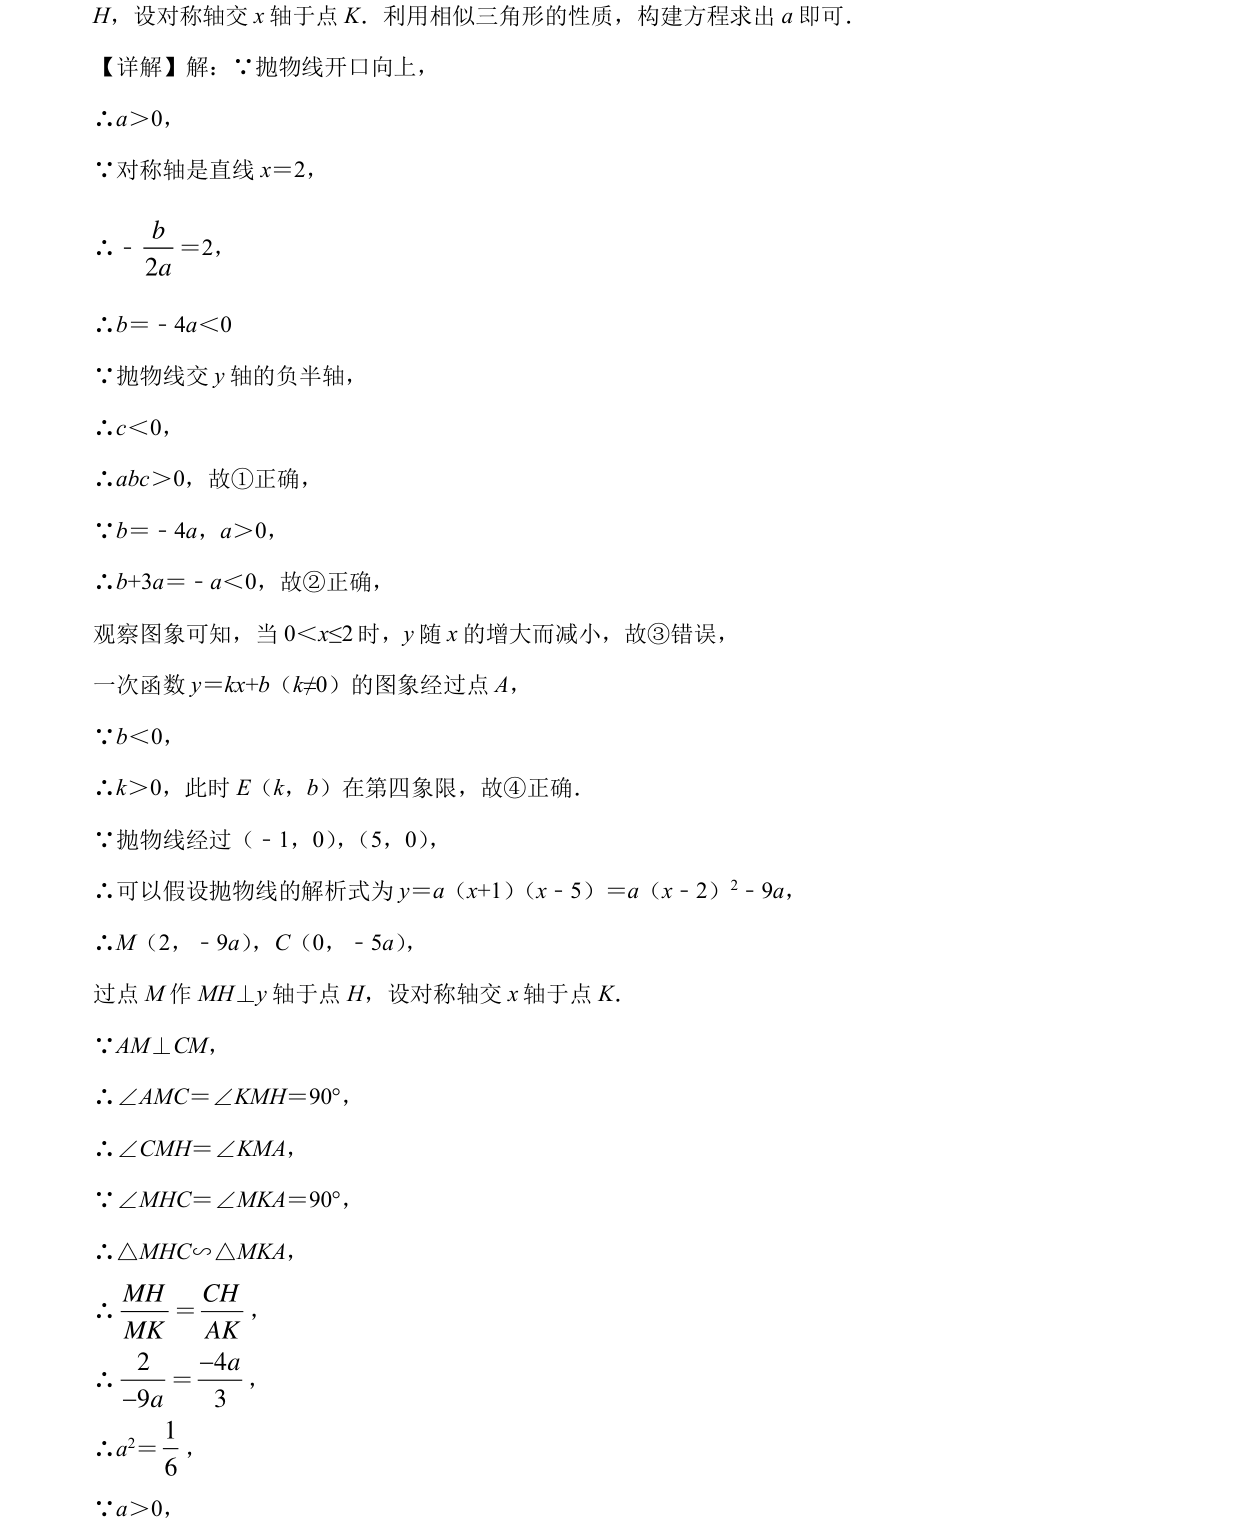 H，设对称轴交 x 轴于点 K．利用相似三角形的性质，构建方程求出 a 即可．
【详解】解：∵抛物线开口向上，
∴a＞0，
∵对称轴是直线 x＝2，
∴﹣\frac{b}{2a}＝2，
∴b＝﹣4a＜0
∵抛物线交 y 轴的负半轴，
∴c＜0，
∴abc＞0，故①正确，
∵b＝﹣4a，a＞0，
∴b+3a＝﹣a＜0，故②正确，
观察图象可知，当 0＜x≤2 时，y 随 x 的增大而减小，故③错误，
一次函数 y＝kx+b（k≠0）的图象经过点 A，
∵b＜0，
∴k＞0，此时 E（k，b）在第四象限，故④正确．
∵抛物线经过（﹣1，0），（5，0），
∴可以假设抛物线的解析式为 y＝a（x+1）（x﹣5）＝a（x﹣2）²﹣9a，
∴M（2，﹣9a），C（0，﹣5a），
过点 M 作 MH⊥y 轴于点 H，设对称轴交 x 轴于点 K．
∵AM⊥CM，
∴∠AMC＝∠KMH＝90°，
∴∠CMH＝∠KMA，
∵∠MHC＝∠MKA＝90°，
∴△MHC∽△MKA，
∴\frac{MH}{MK}＝\frac{CH}{AK}，
∴\frac{2}{−9a}＝\frac{−4a}{3}，
∴a²＝\frac{1}{6}，
∵a＞0，